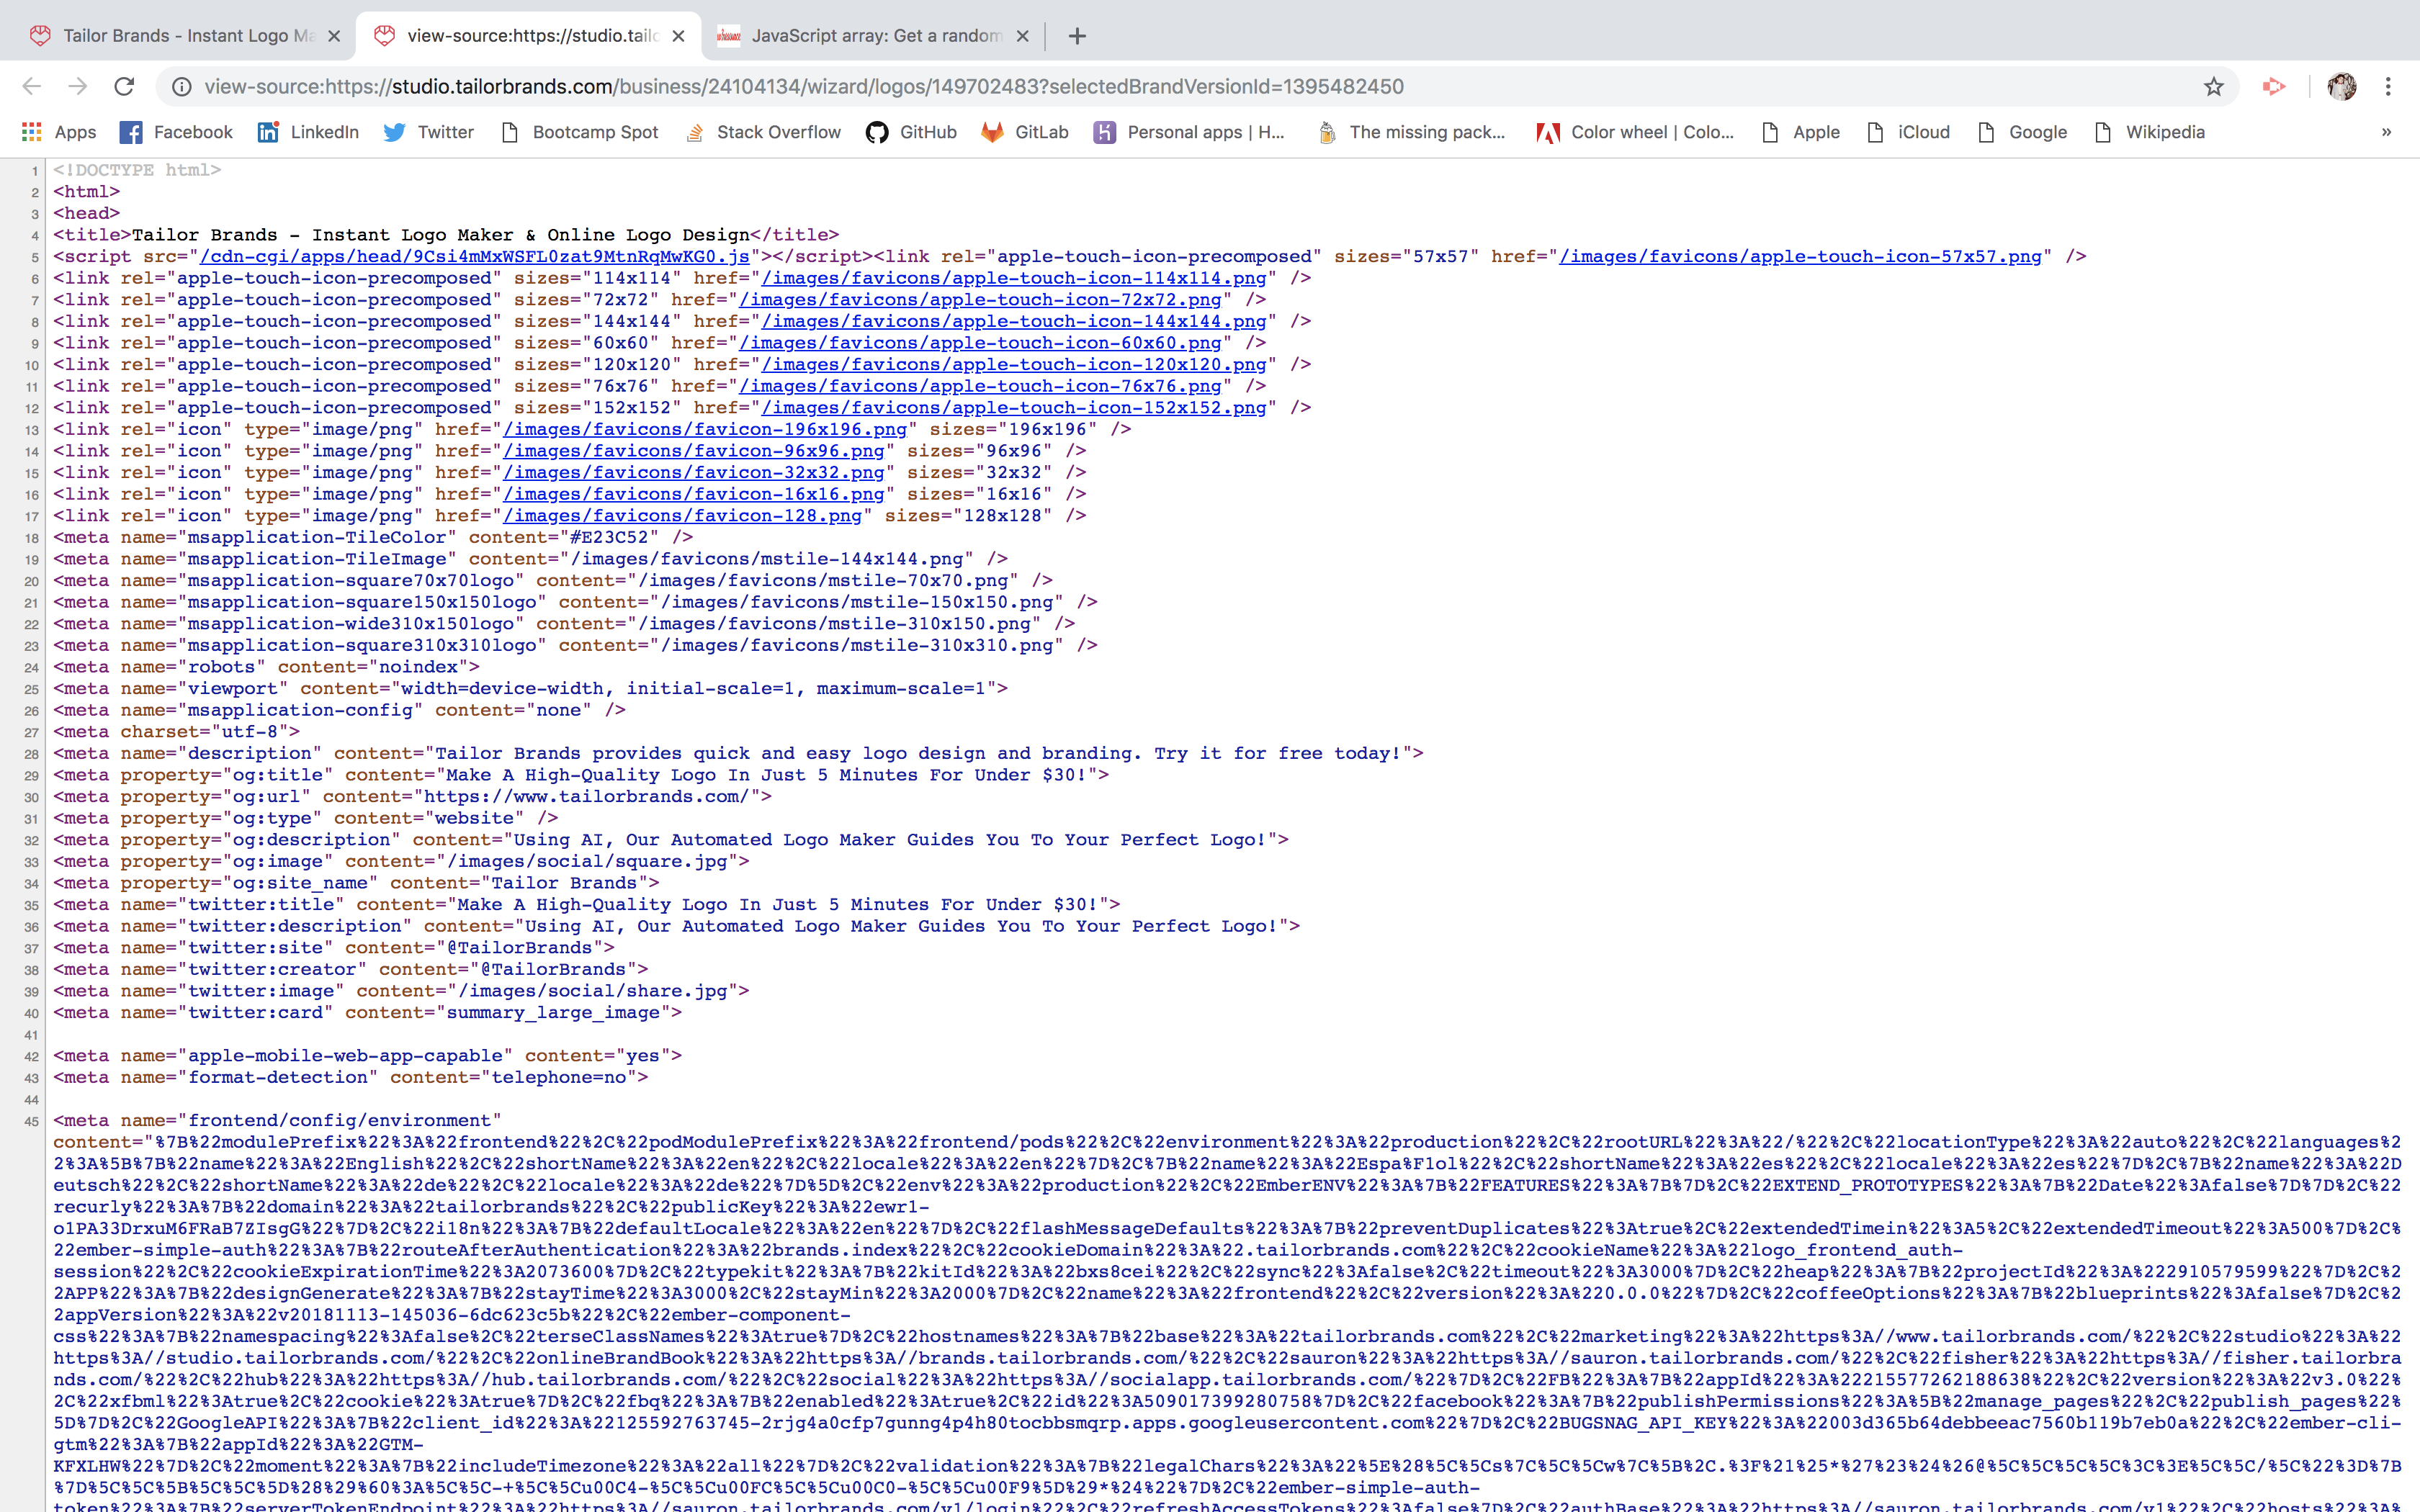 Tailor Brands - Instant Logo Ma
view-source:https://studio.tailo
JavaScript array: Get a random
view-source:https://studio.tailorbrands.com/business/24104134/wizard/logos/149702483?selectedBrandVersionId=1395482450
Apps Facebook LinkedIn Twitter Bootcamp Spot Stack Overflow GitHub GitLab Personal apps | H... The missing pack... Color wheel | Colo... Apple iCloud Google Wikipedia »
1 <!DOCTYPE html>
2 <html>
3 <head>
4 <title>Tailor Brands - Instant Logo Maker & Online Logo Design</title>
5 <script src="/cdn-cgi/apps/head/9Csi4mMxWSFL0zat9MtnRqMwKG0.js"></script><link rel="apple-touch-icon-precomposed" sizes="57x57" href="/images/favicons/apple-touch-icon-57x57.png" />
6 <link rel="apple-touch-icon-precomposed" sizes="114x114" href="/images/favicons/apple-touch-icon-114x114.png" />
7 <link rel="apple-touch-icon-precomposed" sizes="72x72" href="/images/favicons/apple-touch-icon-72x72.png" />
8 <link rel="apple-touch-icon-precomposed" sizes="144x144" href="/images/favicons/apple-touch-icon-144x144.png" />
9 <link rel="apple-touch-icon-precomposed" sizes="60x60" href="/images/favicons/apple-touch-icon-60x60.png" />
10 <link rel="apple-touch-icon-precomposed" sizes="120x120" href="/images/favicons/apple-touch-icon-120x120.png" />
11 <link rel="apple-touch-icon-precomposed" sizes="76x76" href="/images/favicons/apple-touch-icon-76x76.png" />
12 <link rel="apple-touch-icon-precomposed" sizes="152x152" href="/images/favicons/apple-touch-icon-152x152.png" />
13 <link rel="icon" type="image/png" href="/images/favicons/favicon-196x196.png" sizes="196x196" />
14 <link rel="icon" type="image/png" href="/images/favicons/favicon-96x96.png" sizes="96x96" />
15 <link rel="icon" type="image/png" href="/images/favicons/favicon-32x32.png" sizes="32x32" />
16 <link rel="icon" type="image/png" href="/images/favicons/favicon-16x16.png" sizes="16x16" />
17 <link rel="icon" type="image/png" href="/images/favicons/favicon-128.png" sizes="128x128" />
18 <meta name="msapplication-TileColor" content="#E23C52" />
19 <meta name="msapplication-TileImage" content="/images/favicons/mstile-144x144.png" />
20 <meta name="msapplication-square70x70logo" content="/images/favicons/mstile-70x70.png" />
21 <meta name="msapplication-square150x150logo" content="/images/favicons/mstile-150x150.png" />
22 <meta name="msapplication-wide310x150logo" content="/images/favicons/mstile-310x150.png" />
23 <meta name="msapplication-square310x310logo" content="/images/favicons/mstile-310x310.png" />
24 <meta name="robots" content="noindex">
25 <meta name="viewport" content="width=device-width, initial-scale=1, maximum-scale=1">
26 <meta name="msapplication-config" content="none" />
27 <meta charset="utf-8">
28 <meta name="description" content="Tailor Brands provides quick and easy logo design and branding. Try it for free today!">
29 <meta property="og:title" content="Make A High-Quality Logo In Just 5 Minutes For Under $30!">
30 <meta property="og:url" content="https://www.tailorbrands.com/">
31 <meta property="og:type" content="website" />
32 <meta property="og:description" content="Using AI, Our Automated Logo Maker Guides You To Your Perfect Logo!">
33 <meta property="og:image" content="/images/social/square.jpg">
34 <meta property="og:site_name" content="Tailor Brands">
35 <meta name="twitter:title" content="Make A High-Quality Logo In Just 5 Minutes For Under $30!">
36 <meta name="twitter:description" content="Using AI, Our Automated Logo Maker Guides You To Your Perfect Logo!">
37 <meta name="twitter:site" content="@TailorBrands">
38 <meta name="twitter:creator" content="@TailorBrands">
39 <meta name="twitter:image" content="/images/social/share.jpg">
40 <meta name="twitter:card" content="summary_large_image">
41
42 <meta name="apple-mobile-web-app-capable" content="yes">
43 <meta name="format-detection" content="telephone=no">
44
45 <meta name="frontend/config/environment"
content="%7B%22modulePrefix%22%3A%22frontend%22%2C%22podModulePrefix%22%3A%22frontend/pods%22%2C%22environment%22%3A%22production%22%2C%22rootURL%22%3A%22/%22%2C%22locationType%22%3A%22auto%22%2C%22languages%2
2%3A%5B%7B%22name%22%3A%22English%22%2C%22shortName%22%3A%22en%22%2C%22locale%22%3A%22en%22%7D%2C%7B%22name%22%3A%22Espa%F1ol%22%2C%22shortName%22%3A%22es%22%2C%22locale%22%3A%22es%22%7D%2C%7B%22name%22%3A%22D
eutsch%22%2C%22shortName%22%3A%22de%22%2C%22locale%22%3A%22de%22%7D%5D%2C%22env%22%3A%22production%22%2C%22EmberENV%22%3A%7B%22FEATURES%22%3A%7B%7D%2C%22EXTEND_PROTOTYPES%22%3A%7B%22Date%22%3Afalse%7D%7D%2C%22
recurly%22%3A%7B%22domain%22%3A%22tailorbrands%22%2C%22publicKey%22%3A%22ewr1-
o1PA33DrxuM6FRaB7ZIsgG%22%7D%2C%22i18n%22%3A%7B%22defaultLocale%22%3A%22en%22%7D%2C%22flashMessageDefaults%22%3A%7B%22preventDuplicates%22%3Atrue%2C%22extendedTimein%22%3A5%2C%22extendedTimeout%22%3A500%7D%2C%
22ember-simple-auth%22%3A%7B%22routeAfterAuthentication%22%3A%22brands.index%22%2C%22cookieDomain%22%3A%22.tailorbrands.com%22%2C%22cookieName%22%3A%22logo_frontend_auth-
session%22%2C%22cookieExpirationTime%22%3A2073600%7D%2C%22typekit%22%3A%7B%22kitId%22%3A%22bxs8cei%22%2C%22sync%22%3Afalse%2C%22timeout%22%3A3000%7D%2C%22heap%22%3A%7B%22projectId%22%3A%222910579599%22%7D%2C%2
2APP%22%3A%7B%22designGenerate%22%3A%7B%22stayTime%22%3A3000%2C%22stayMin%22%3A2000%7D%2C%22name%22%3A%22frontend%22%2C%22version%22%3A%220.0.0%22%7D%2C%22coffeeOptions%22%3A%7B%22blueprints%22%3Afalse%7D%2C%2
2appVersion%22%3A%22v20181113-145036-6dc623c5b%22%2C%22ember-component-
css%22%3A%7B%22namespacing%22%3Afalse%2C%22terseClassNames%22%3Atrue%7D%2C%22hostnames%22%3A%7B%22base%22%3A%22tailorbrands.com%22%2C%22marketing%22%3A%22https%3A//www.tailorbrands.com/%22%2C%22studio%22%3A%22
https%3A//studio.tailorbrands.com/%22%2C%22onlineBrandBook%22%3A%22https%3A//brands.tailorbrands.com/%22%2C%22sauron%22%3A%22https%3A//sauron.tailorbrands.com/%22%2C%22fisher%22%3A%22https%3A//fisher.tailorbra
nds.com/%22%2C%22hub%22%3A%22https%3A//hub.tailorbrands.com/%22%2C%22social%22%3A%22https%3A//socialapp.tailorbrands.com/%22%7D%2C%22FB%22%3A%7B%22appId%22%3A%22215577262188638%22%2C%22version%22%3A%22v3.0%22%
2C%22xfbml%22%3Atrue%2C%22cookie%22%3Atrue%7D%2C%22fbq%22%3A%7B%22enabled%22%3Atrue%2C%22id%22%3A509017399280758%7D%2C%22facebook%22%3A%7B%22publishPermissions%22%3A%5B%22manage_pages%22%2C%22publish_pages%22%
5D%7D%2C%22GoogleAPI%22%3A%7B%22client_id%22%3A%22125592763745-2rjg4a0cfp7gunng4p4h80tocbbsmqrp.apps.googleusercontent.com%22%7D%2C%22BUGSNAG_API_KEY%22%3A%22003d365b64debbeeac7560b119b7eb0a%22%2C%22ember-cli-
gtm%22%3A%7B%22appId%22%3A%22GTM-
KFXLHW%22%7D%2C%22moment%22%3A%7B%22includeTimezone%22%3A%22all%22%7D%2C%22validation%22%3A%7B%22legalChars%22%3A%22%5E%28%5C%5Cs%7C%5C%5Cw%7C%5B%2C.%3F%21%25*%27%23%24%26@%5C%5C%5C%5C%3C%3E%5C%5C/%5C%22%3D%7B
%7D%5C%5C%5B%5C%5C%5D%28%29%60%3A%5C%5C-+%5C%5Cu00C4-%5C%5Cu00FC%5C%5Cu00C0-%5C%5Cu00F9%5D%29*%24%22%7D%2C%22ember-simple-auth-
token%22%3A%7B%22serverTokenEndpoint%22%3A%22https%3A//sauron.tailorbrands.com/v1/login%22%2C%22refreshAccessTokens%22%3Afalse%7D%2C%22authBase%22%3A%22https%3A//sauron.tailorbrands.com/v1%22%2C%22hosts%22%3A%